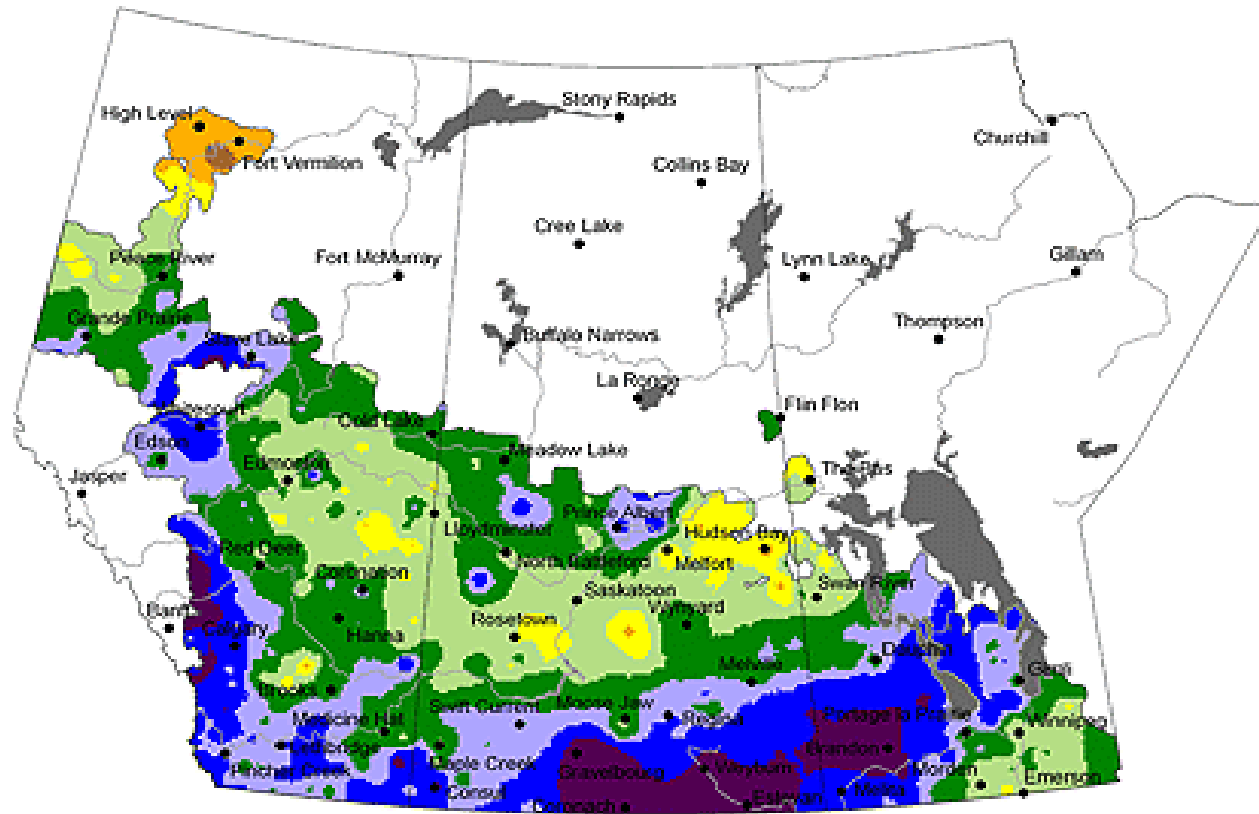 Stony Rapids
High Level
Churchill
Fort Vermilion
Collins Bay
Cree Lake
Peace River
Fort McMurray
Lynn Lake
Gillam
Grande Prairie
Thompson
Slave Lake
Buffalo Narrows
La Ronge
Flin Flon
Whitecourt
Cold Lake
Edson
Meadow Lake
Edmonton
The Pas
Jasper
Prince Albert
Lloydminster
Hudson Bay
Red Deer
North Battleford
Melfort
Coronation
Saskatoon
Swan River
Banff
Wynyard
Calgary
Hanna
Rosetown
Dauphin
Melville
Gimli
Brooks
Swift Current
Moose Jaw
Medicine Hat
Regina
Portage la Prairie
Winnipeg
Lethbridge
Brandon
Pincher Creek
Maple Creek
Gravelbourg
Weyburn
Morden
Emerson
Consul
Melita
Coronach
Estevan